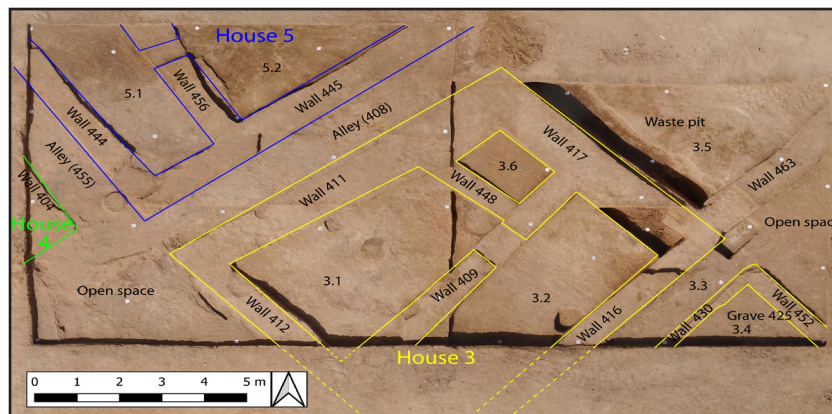 House 5
5.2
5.1
Wall 456
Wall 445
Wall 444
Alley (408)
Waste pit
3.5
Wall 417
Alley (455)
3.6
Wall 463
Wall 411
Wall 448
Wall 404
House 4
Open spac
Open space
3.1
Wall 409
3.2
3.3
Wall 412
Wall 416
Wall 430
Grave 425
3.4
Wall 452
House 3
0 1 2 3 4 5 m